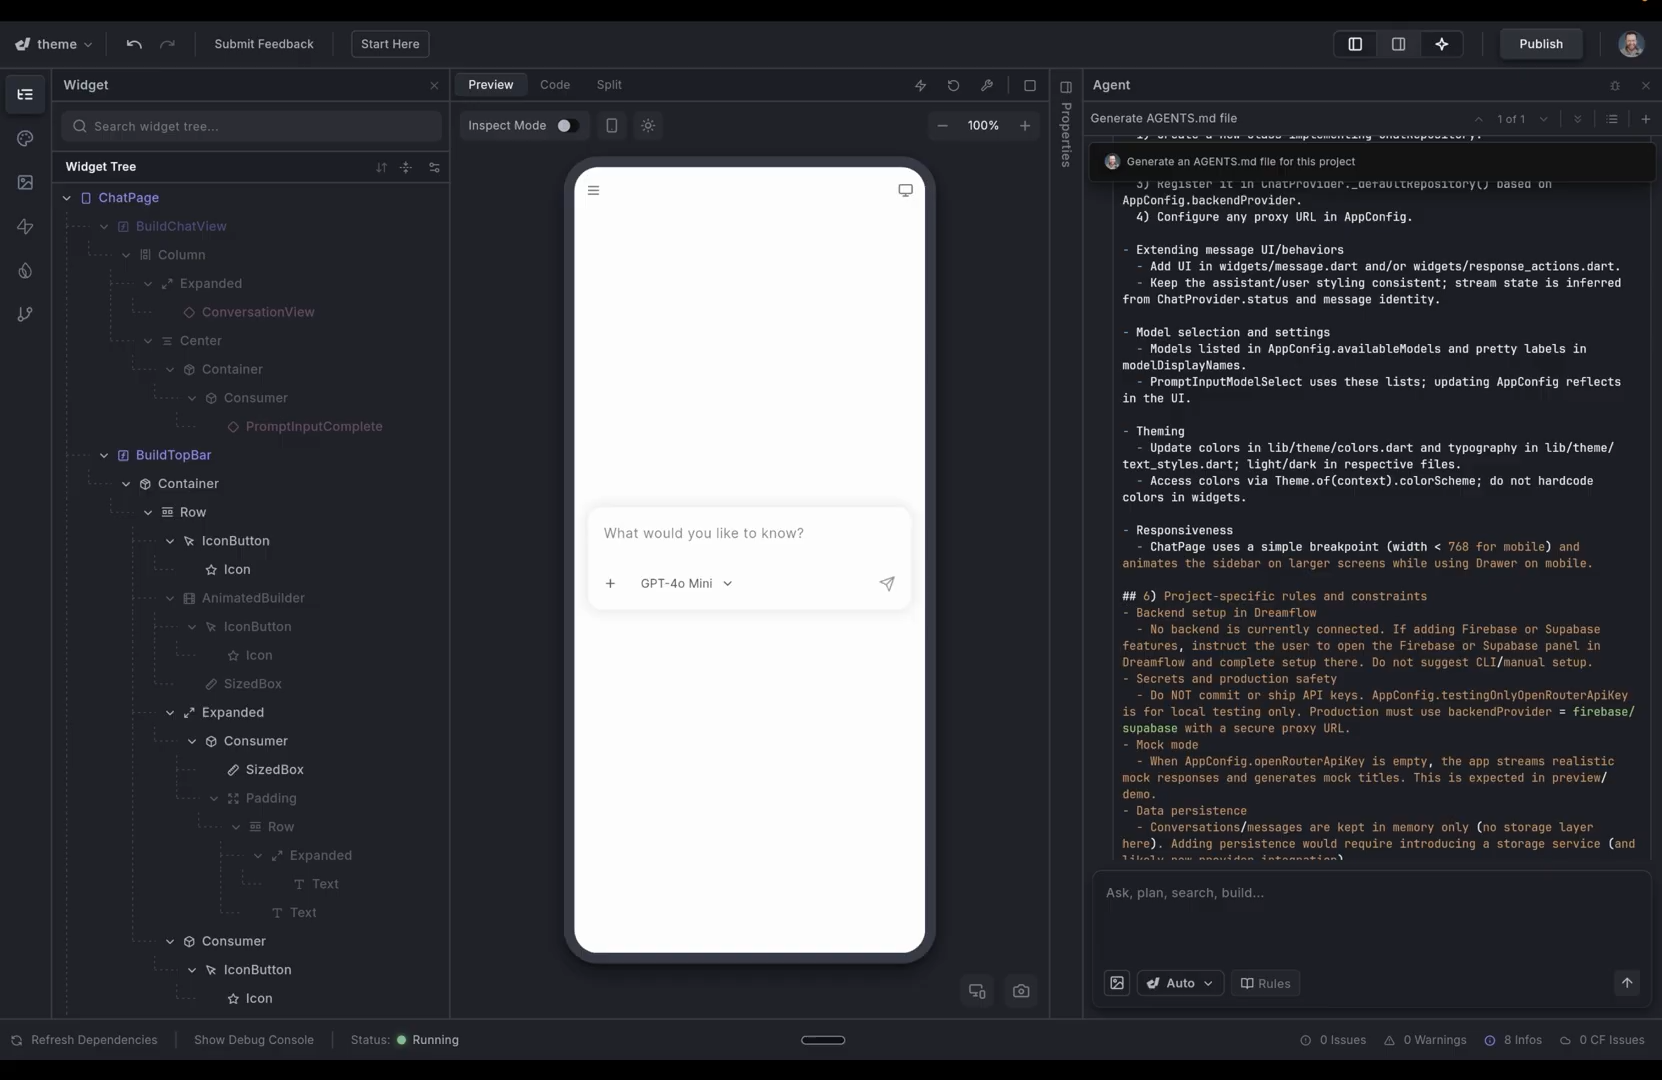 theme
Submit Feedback
Start Here
Publish
Widget
Search widget tree...
Widget Tree
ChatPage
BuildChatView
Column
Expanded
ConversationView
Center
Container
Consumer
PromptInputComplete
BuildTopBar
Container
Row
IconButton
Icon
AnimatedBuilder
IconButton
Icon
SizedBox
Expanded
Consumer
SizedBox
Padding
Row
Expanded
Text
Text
Consumer
IconButton
Icon
Preview
Code
Split
Inspect Mode
100%
What would you like to know?
GPT-4o Mini
Properties
Agent
Generate AGENTS.md file
1 of 1
1) Create a new class implementing ChatRepository.
Generate an AGENTS.md file for this project
3) Register it in ChatProvider._defaultRepository() based on
AppConfig.backendProvider.
4) Configure any proxy URL in AppConfig.
- Extending message UI/behaviors
- Add UI in widgets/message.dart and/or widgets/response_actions.dart.
- Keep the assistant/user styling consistent; stream state is inferred
from ChatProvider.status and message identity.
- Model selection and settings
- Models listed in AppConfig.availableModels and pretty labels in
modelDisplayNames.
- PromptInputModelSelect uses these lists; updating AppConfig reflects
in the UI.
- Theming
- Update colors in lib/theme/colors.dart and typography in lib/theme/
text_styles.dart; light/dark in respective files.
- Access colors via Theme.of(context).colorScheme; do not hardcode
colors in widgets.
- Responsiveness
- ChatPage uses a simple breakpoint (width < 768 for mobile) and
animates the sidebar on larger screens while using Drawer on mobile.
## 6) Project-specific rules and constraints
- Backend setup in Dreamflow
- No backend is currently connected. If adding Firebase or Supabase
features, instruct the user to open the Firebase or Supabase panel in
Dreamflow and complete setup there. Do not suggest CLI/manual setup.
- Secrets and production safety
- Do NOT commit or ship API keys. AppConfig.testingOnlyOpenRouterApiKey
is for local testing only. Production must use backendProvider = firebase/
supabase with a secure proxy URL.
- Mock mode
- When AppConfig.openRouterApiKey is empty, the app streams realistic
mock responses and generates mock titles. This is expected in preview/
demo.
- Data persistence
- Conversations/messages are kept in memory only (no storage layer
here). Adding persistence would require introducing a storage service (and
likely new provider integration).
Ask, plan, search, build...
Auto
Rules
Refresh Dependencies
Show Debug Console
Status:
Running
0 Issues
0 Warnings
8 Infos
0 CF Issues